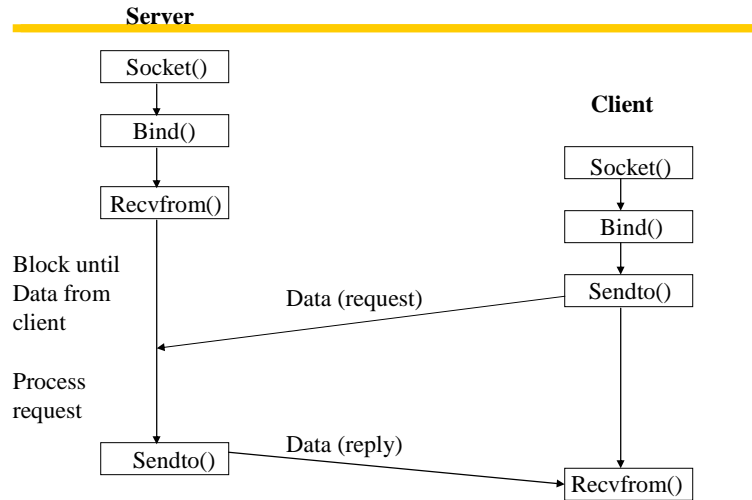 Server
Socket()
Bind()
Recvfrom()
Block until
Data from
client
Process
request
Sendto()
Client
Socket()
Bind()
Sendto()
Data (request)
Data (reply)
Recvfrom()